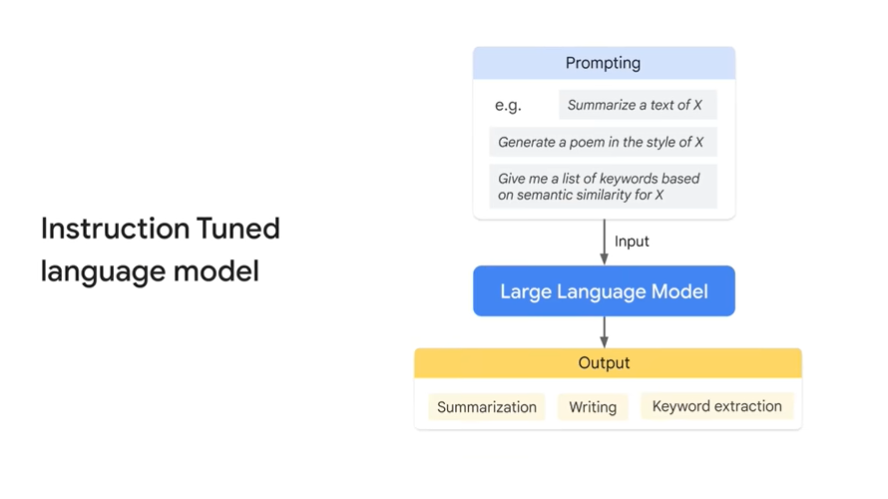 Instruction Tuned
language model
Prompting
e.g.
Summarize a text of X
Generate a poem in the style of X
Give me a list of keywords based
on semantic similarity for X
Input
Large Language Model
Output
Summarization
Writing
Keyword extraction